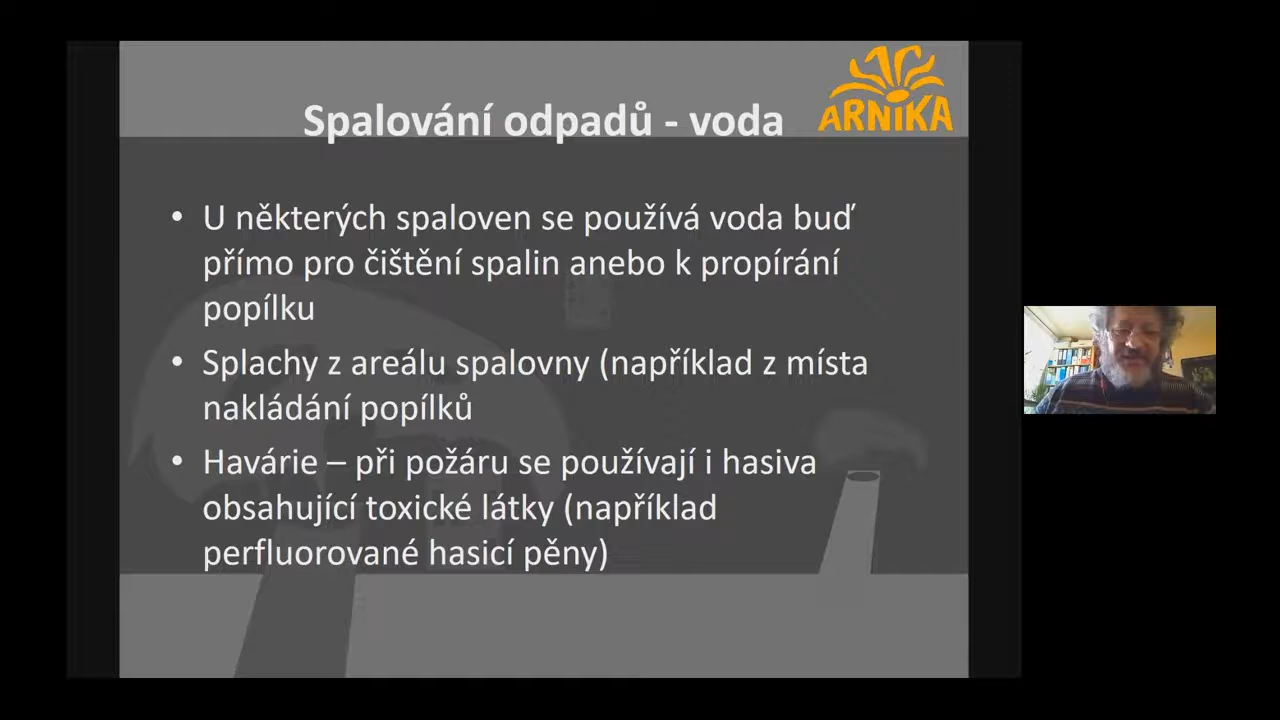 Spalování odpadů - voda
ARNIKA
• U některých spaloven se používá voda buď
přímo pro čištění spalin anebo k propírání
popílku
• Splachy z areálu spalovny (například z místa
nakládání popílků
• Havárie – při požáru se používají i hasiva
obsahující toxické látky (například
perfluorované hasicí pěny)